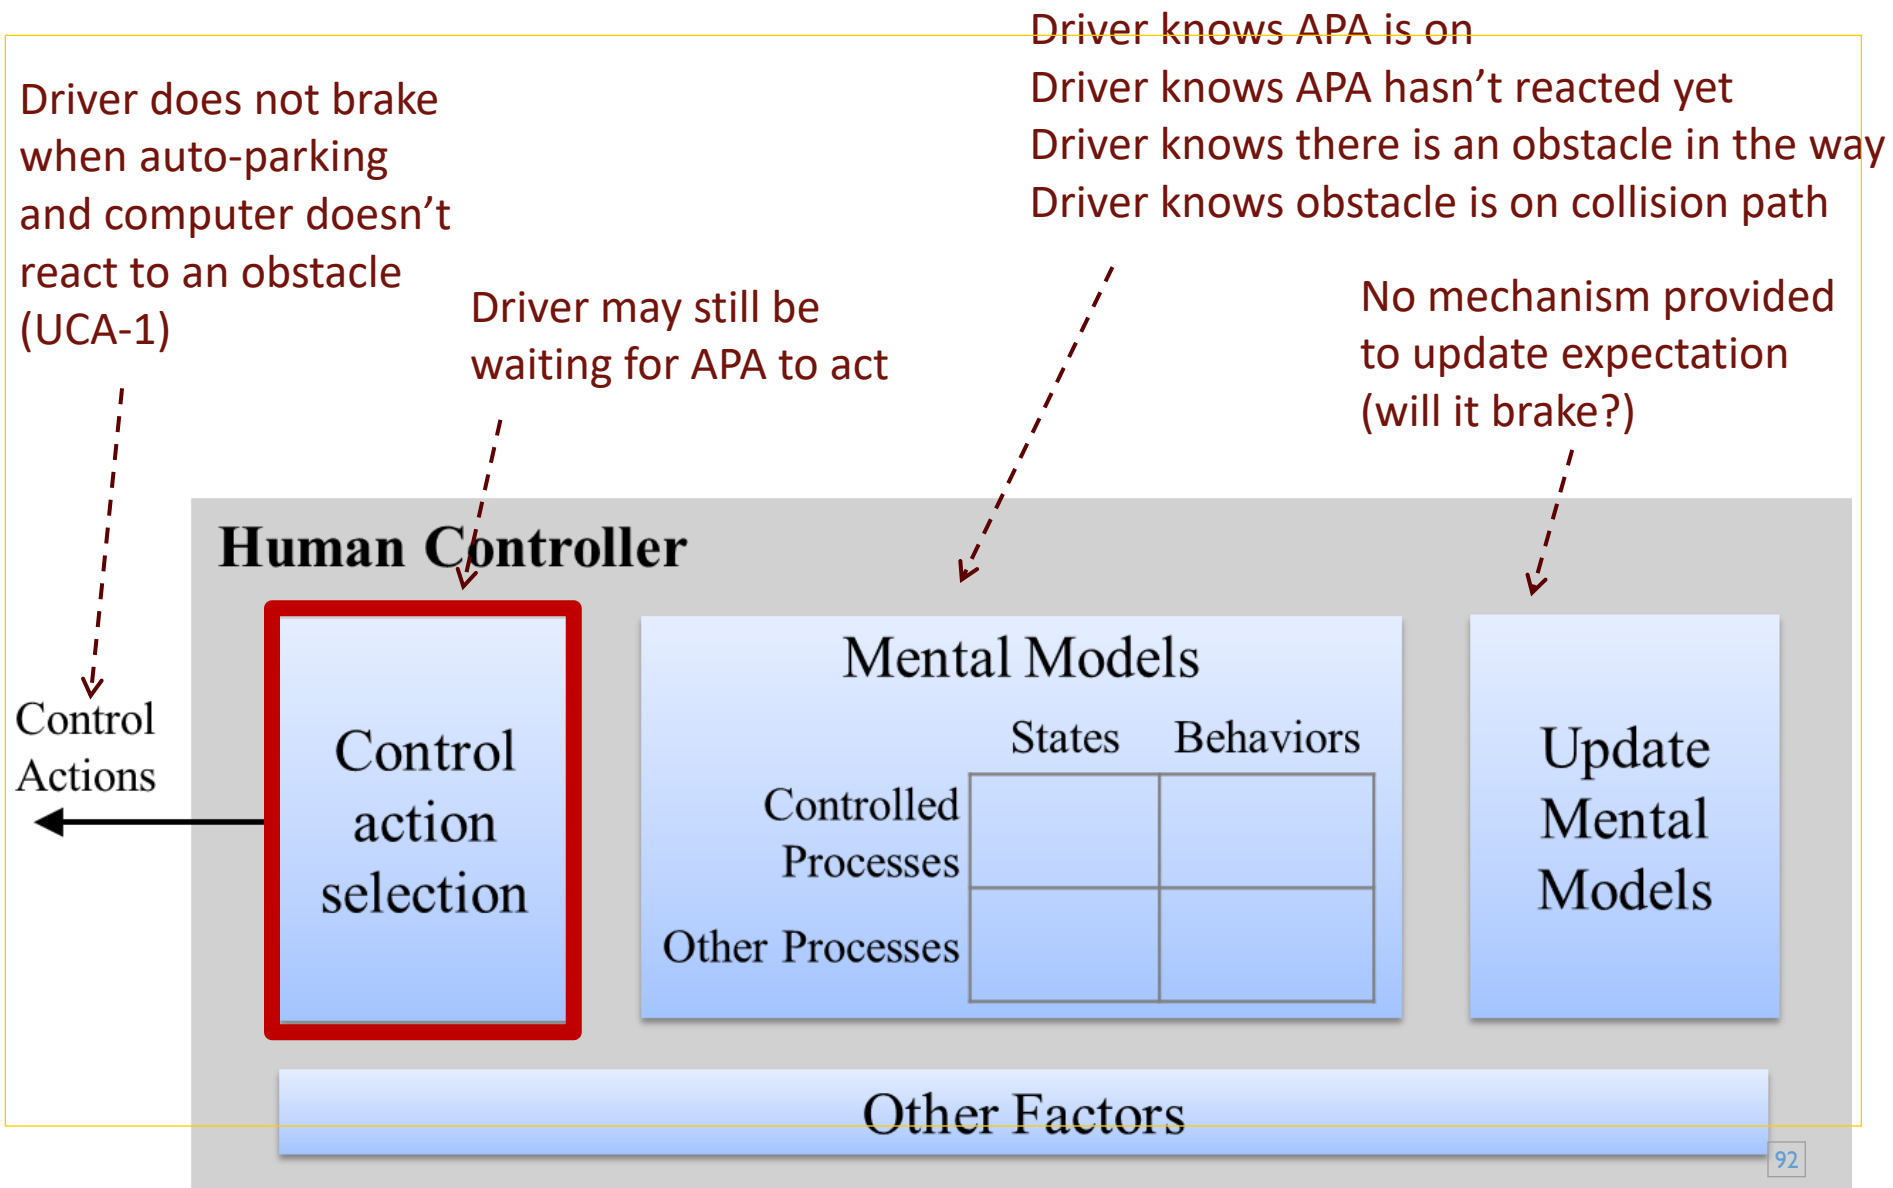 Driver knows APA is on
Driver knows APA hasn’t reacted yet
Driver knows there is an obstacle in the way
Driver knows obstacle is on collision path
Driver does not brake
when auto-parking
and computer doesn’t
react to an obstacle
(UCA-1)
Driver may still be
waiting for APA to act
No mechanism provided
to update expectation
(will it brake?)
Human Controller
Control
Actions
Control
action
selection
Mental Models
States Behaviors
Controlled
Processes
Other Processes
Update
Mental
Models
Other Factors
92